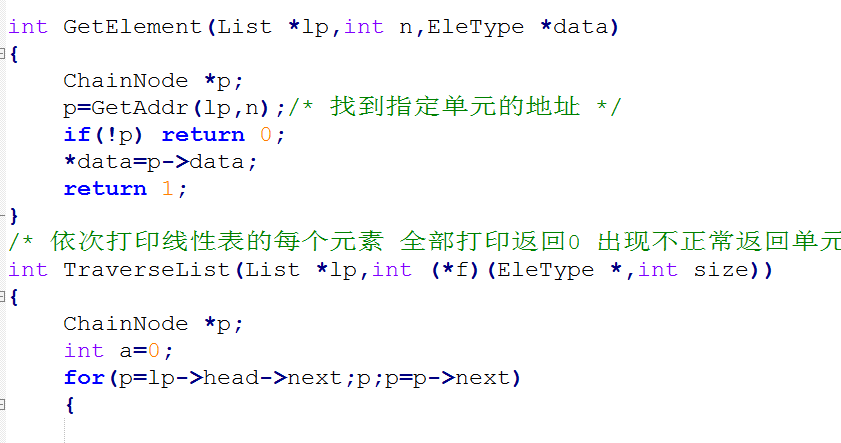 int GetElement(List *lp,int n,EleType *data)
{
    ChainNode *p;
    p=GetAddr(lp,n);/* 找到指定单元的地址 */
    if(!p) return 0;
    *data=p->data;
    return 1;
}
/* 依次打印线性表的每个元素 全部打印返回0 出现不正常返回单元
int TraverseList(List *lp,int (*f)(EleType *,int size))
{
    ChainNode *p;
    int a=0;
    for(p=lp->head->next;p;p=p->next)
    {